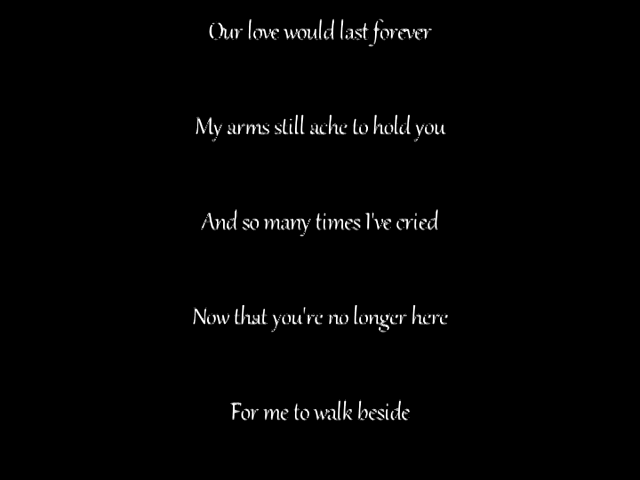 Our love would last forever
My arms still ache to hold you
And so many times I've cried
Now that you're no longer here
For me to walk beside